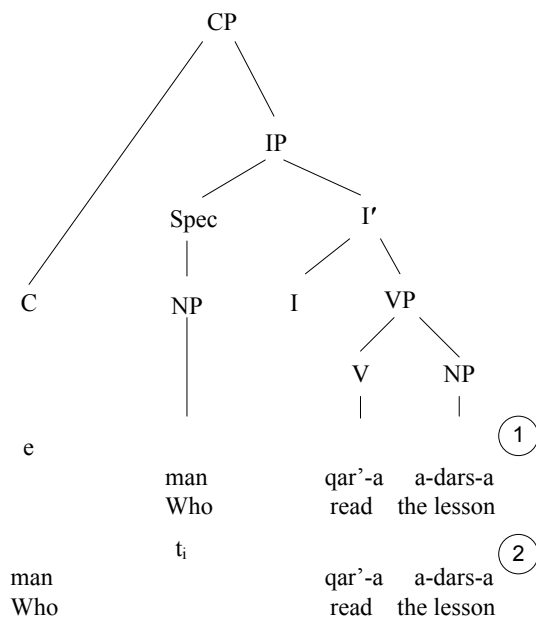 CP
IP
Spec I′
C NP I VP
V NP
e 1
man qar’-a a-dars-a
Who read the lesson
ti 2
man qar’-a a-dars-a
Who read the lesson